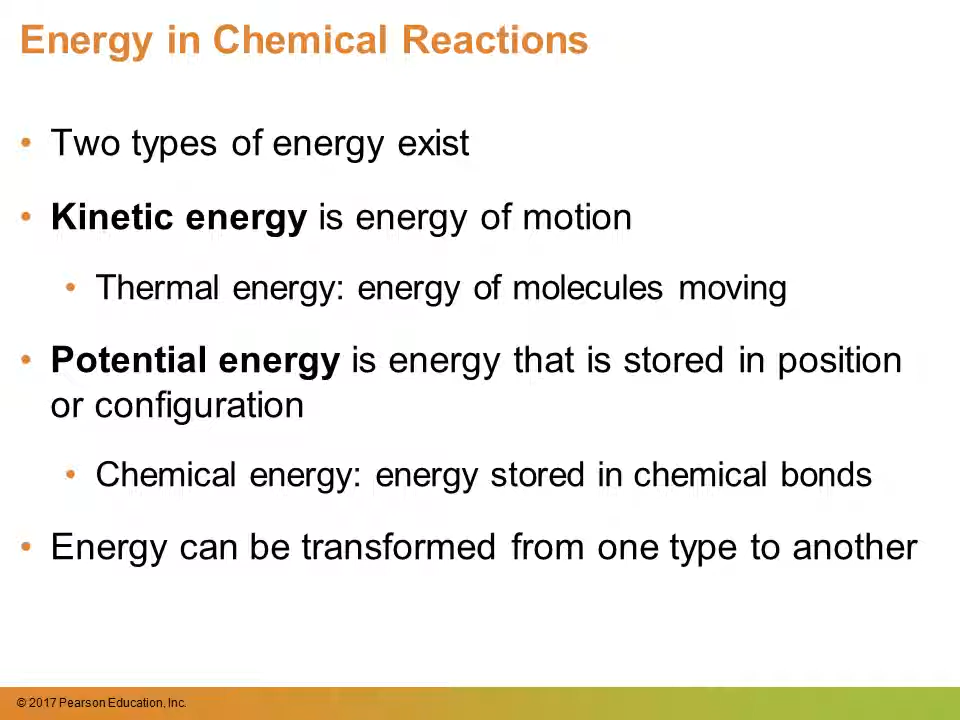 Energy in Chemical Reactions
• Two types of energy exist
• Kinetic energy is energy of motion
• Thermal energy: energy of molecules moving
• Potential energy is energy that is stored in position
or configuration
• Chemical energy: energy stored in chemical bonds
• Energy can be transformed from one type to another
© 2017 Pearson Education, Inc.